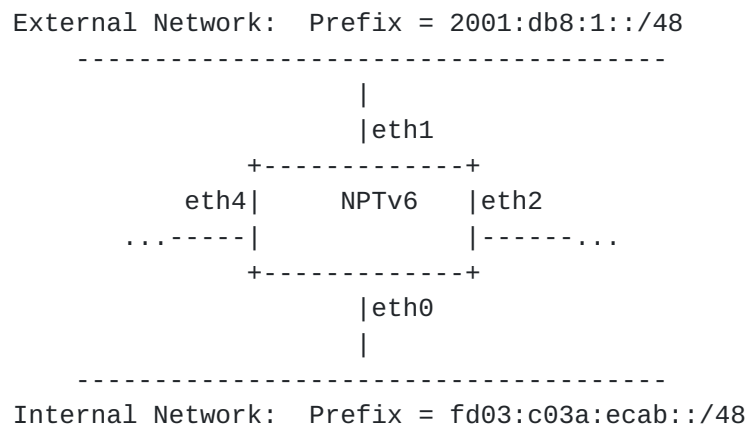 External Network:  Prefix = 2001:db8:1::/48
    --------------------------------------
                      |
                      |eth1
               +-------------+
           eth4|     NPTv6   |eth2
       ...-----|             |------...
               +-------------+
                      |eth0
                      |
    --------------------------------------
Internal Network:  Prefix = fd03:c03a:ecab::/48